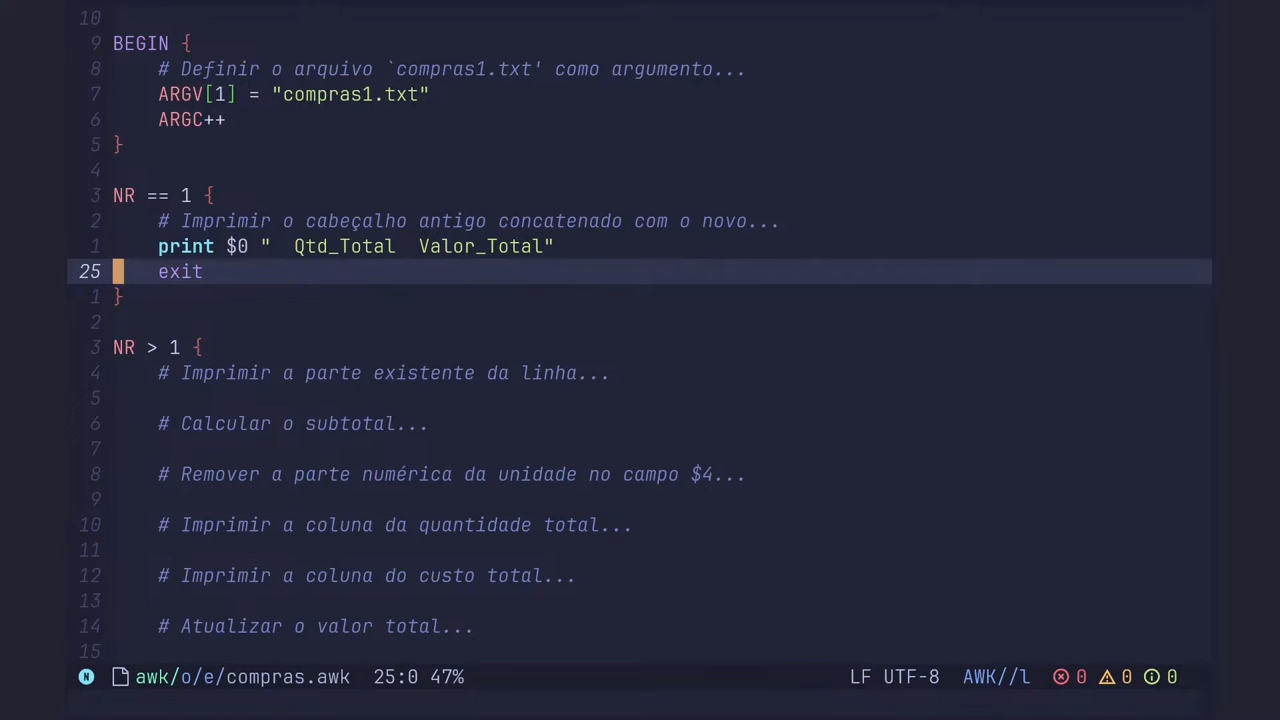 10
9 BEGIN {
8 # Definir o arquivo `compras1.txt' como argumento...
7 ARGV[1] = "compras1.txt"
6 ARGC++
5 }
4
3 NR == 1 {
2 # Imprimir o cabeçalho antigo concatenado com o novo...
1 print $0 "  Qtd_Total  Valor_Total"
25 exit
1 }
2
3 NR > 1 {
4 # Imprimir a parte existente da linha...
5
6 # Calcular o subtotal...
7
8 # Remover a parte numérica da unidade no campo $4...
9
10 # Imprimir a coluna da quantidade total...
11
12 # Imprimir a coluna do custo total...
13
14 # Atualizar o valor total...
15
N awk/o/e/compras.awk 25:0 47% LF UTF-8 AWK//l 0 0 0